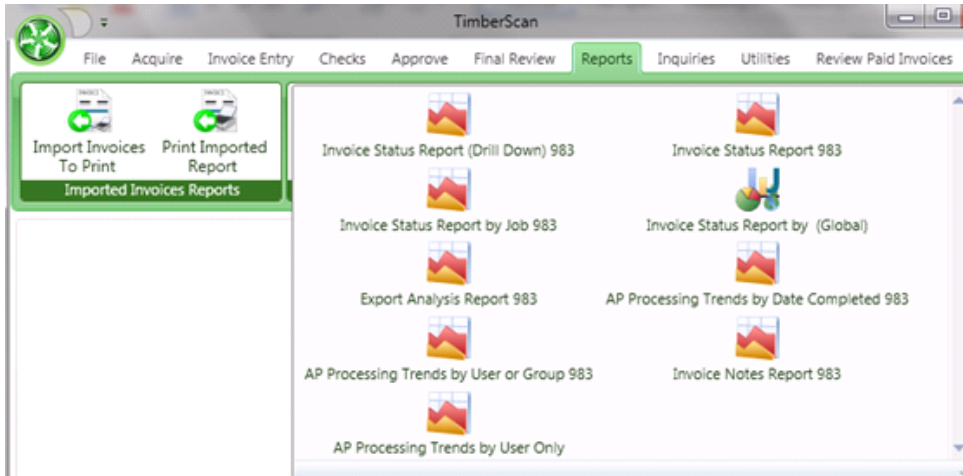 TimberScan
File Acquire Invoice Entry Checks Approve Final Review Reports Inquiries Utilities Review Paid Invoices
Import Invoices To Print
Print Imported Report
Imported Invoices Reports
Invoice Status Report (Drill Down) 983
Invoice Status Report 983
Invoice Status Report by Job 983
Invoice Status Report by (Global)
Export Analysis Report 983
AP Processing Trends by Date Completed 983
AP Processing Trends by User or Group 983
Invoice Notes Report 983
AP Processing Trends by User Only